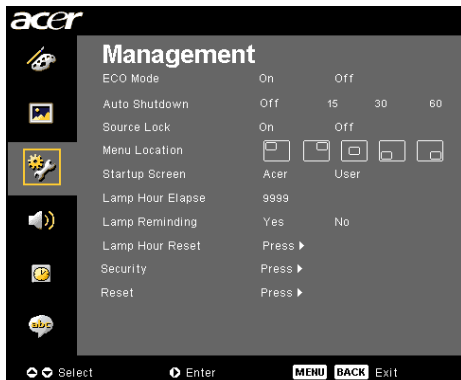 acer
Management
ECO Mode On Off
Auto Shutdown Off 15 30 60
Source Lock On Off
Menu Location
Startup Screen Acer User
Lamp Hour Elapse 9999
Lamp Reminding Yes No
Lamp Hour Reset Press
Security Press
Reset Press
abc
Select Enter MENU BACK Exit